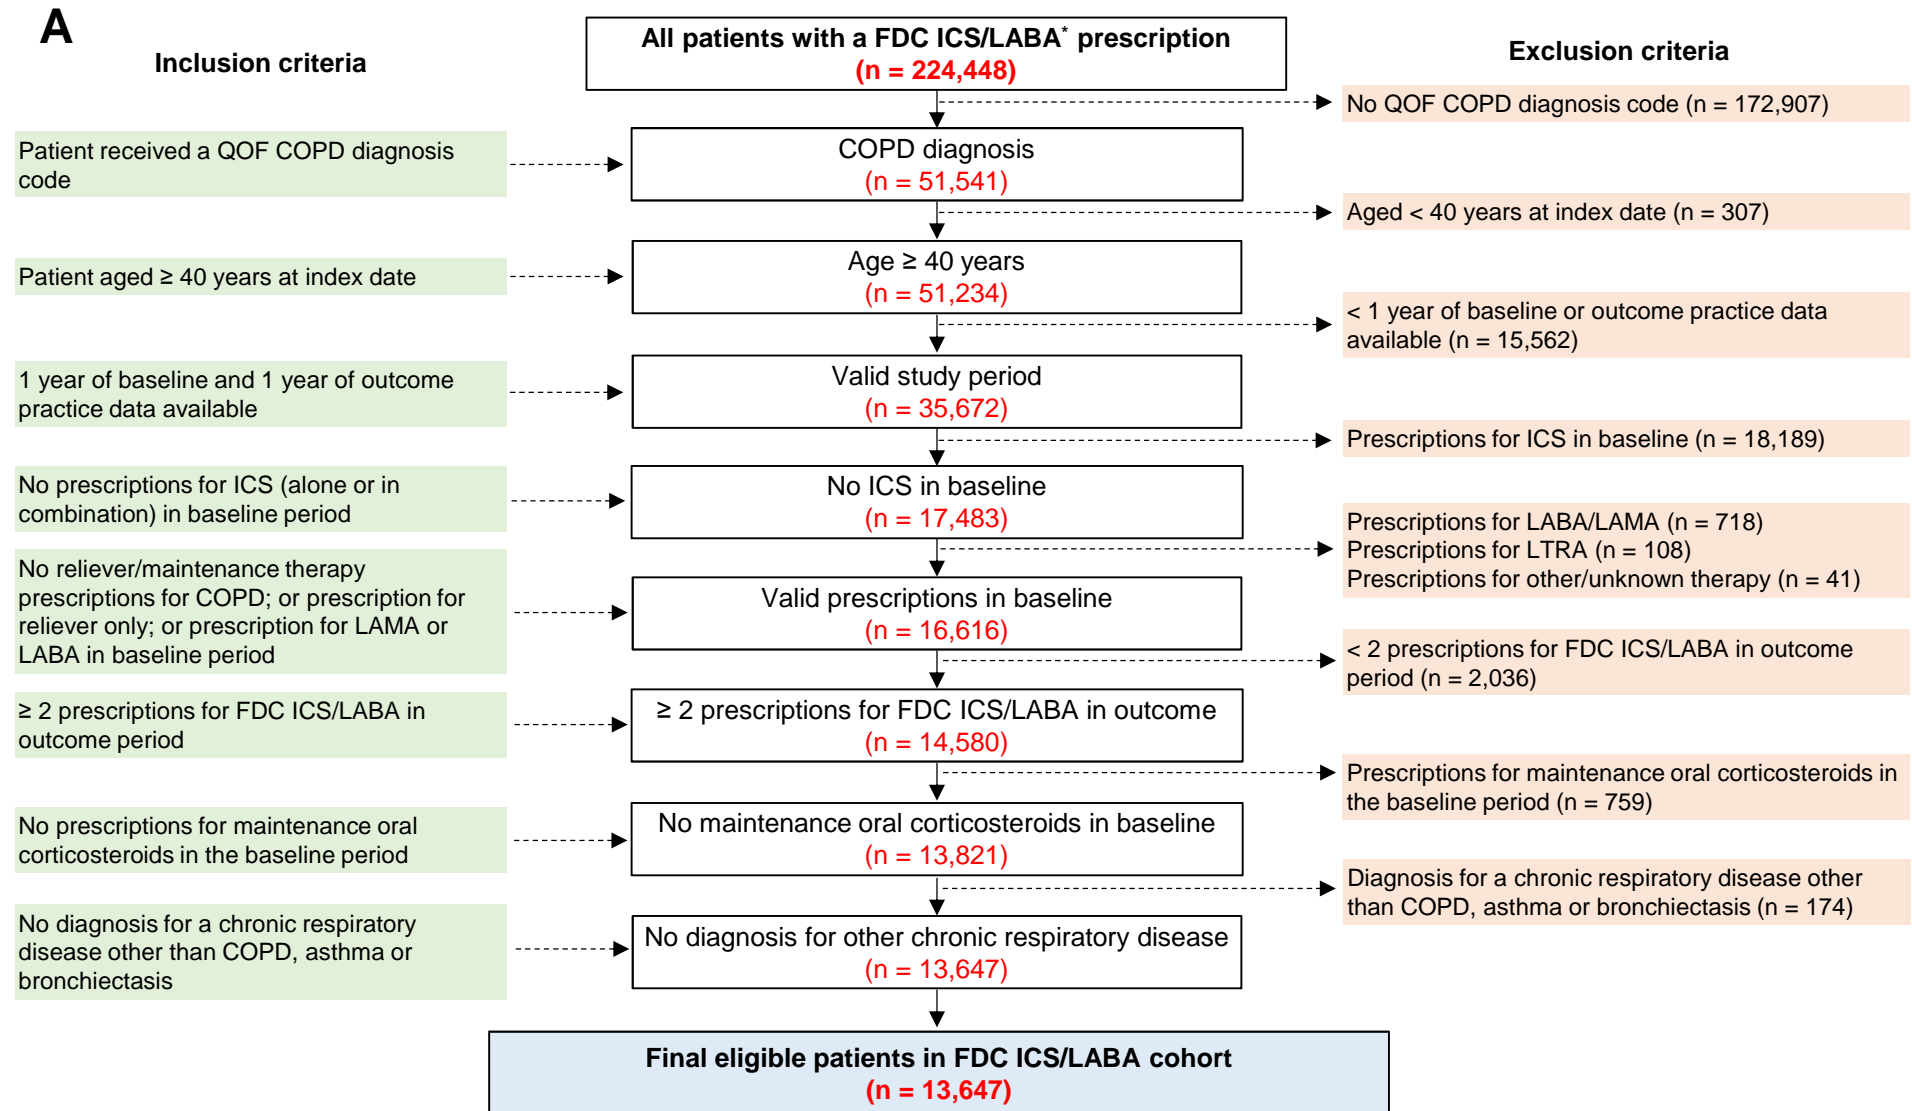 A
Inclusion criteria
All patients with a FDC ICS/LABA* prescription
(n = 224,448)
Exclusion criteria
No QOF COPD diagnosis code (n = 172,907)
Patient received a QOF COPD diagnosis
code
COPD diagnosis
(n = 51,541)
Aged < 40 years at index date (n = 307)
Patient aged ≥ 40 years at index date
Age ≥ 40 years
(n = 51,234)
< 1 year of baseline or outcome practice data
available (n = 15,562)
1 year of baseline and 1 year of outcome
practice data available
Valid study period
(n = 35,672)
Prescriptions for ICS in baseline (n = 18,189)
No prescriptions for ICS (alone or in
combination) in baseline period
No ICS in baseline
(n = 17,483)
Prescriptions for LABA/LAMA (n = 718)
Prescriptions for LTRA (n = 108)
Prescriptions for other/unknown therapy (n = 41)
No reliever/maintenance therapy
prescriptions for COPD; or prescription for
reliever only; or prescription for LAMA or
LABA in baseline period
Valid prescriptions in baseline
(n = 16,616)
< 2 prescriptions for FDC ICS/LABA in outcome
period (n = 2,036)
≥ 2 prescriptions for FDC ICS/LABA in
outcome period
≥ 2 prescriptions for FDC ICS/LABA in outcome
(n = 14,580)
Prescriptions for maintenance oral corticosteroids in
the baseline period (n = 759)
No prescriptions for maintenance oral
corticosteroids in the baseline period
No maintenance oral corticosteroids in baseline
(n = 13,821)
Diagnosis for a chronic respiratory disease other
than COPD, asthma or bronchiectasis (n = 174)
No diagnosis for a chronic respiratory
disease other than COPD, asthma or
bronchiectasis
No diagnosis for other chronic respiratory disease
(n = 13,647)
Final eligible patients in FDC ICS/LABA cohort
(n = 13,647)